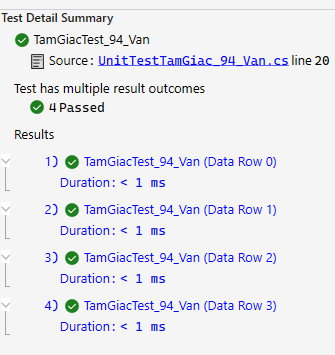 Test Detail Summary
TamGiacTest_94_Van
Source: UnitTestTamGiac_94_Van.cs line 20
Test has multiple result outcomes
4 Passed
Results
1) TamGiacTest_94_Van (Data Row 0)
Duration: < 1 ms
2) TamGiacTest_94_Van (Data Row 1)
Duration: < 1 ms
3) TamGiacTest_94_Van (Data Row 2)
Duration: < 1 ms
4) TamGiacTest_94_Van (Data Row 3)
Duration: < 1 ms